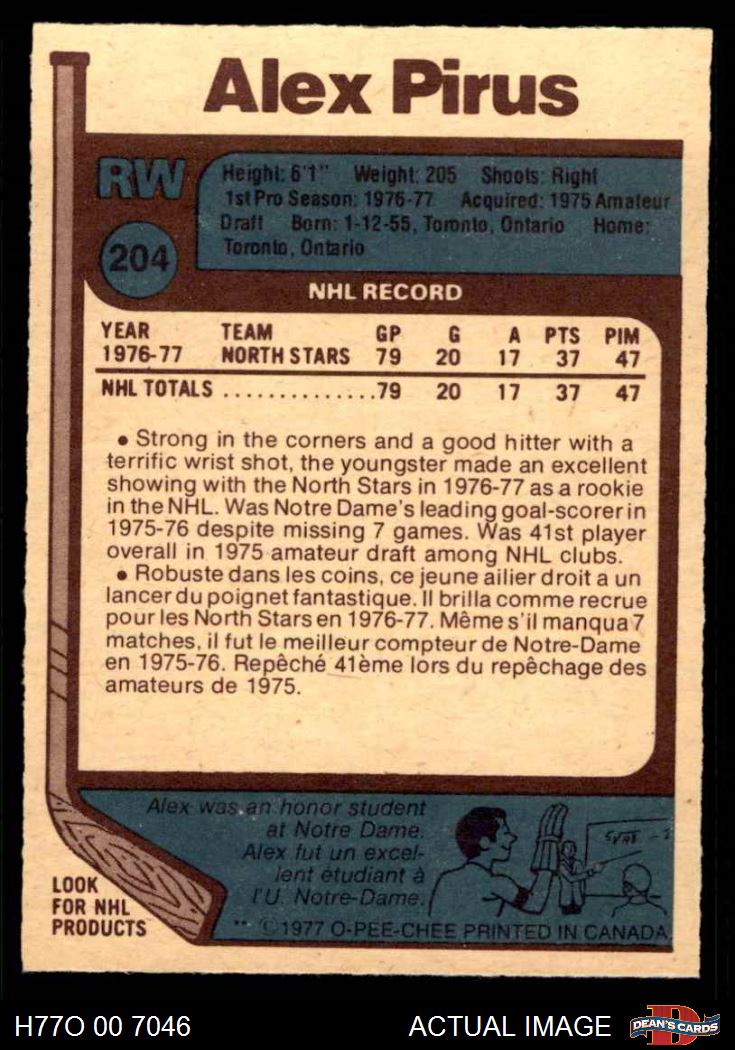 Alex Pirus
RW
Height: 6'1" Weight: 205 Shoots: Right
1st Pro Season: 1976-77 Acquired: 1975 Amateur
Draft Born: 1-12-55, Toronto, Ontario Home:
Toronto, Ontario
204
NHL RECORD
YEAR TEAM GP G A PTS PIM
1976-77 NORTH STARS 79 20 17 37 47
NHL TOTALS ..............79 20 17 37 47
• Strong in the corners and a good hitter with a
terrific wrist shot, the youngster made an excellent
showing with the North Stars in 1976-77 as a rookie
in the NHL. Was Notre Dame's leading goal-scorer in
1975-76 despite missing 7 games. Was 41st player
overall in 1975 amateur draft among NHL clubs.
• Robuste dans les coins, ce jeune ailier droit a un
lancer du poignet fantastique. Il brilla comme recrue
pour les North Stars en 1976-77. Même s'il manqua 7
matches, il fut le meilleur compteur de Notre-Dame
en 1975-76. Repêché 41ème lors du repêchage des
amateurs de 1975.
Alex was an honor student
at Notre Dame.
Alex fut un excel-
lent étudiant à
l'U. Notre-Dame.
LOOK
FOR NHL
PRODUCTS
** ©1977 O-PEE-CHEE PRINTED IN CANADA
H77O 00 7046
ACTUAL IMAGE
D
DEAN'S CARDS